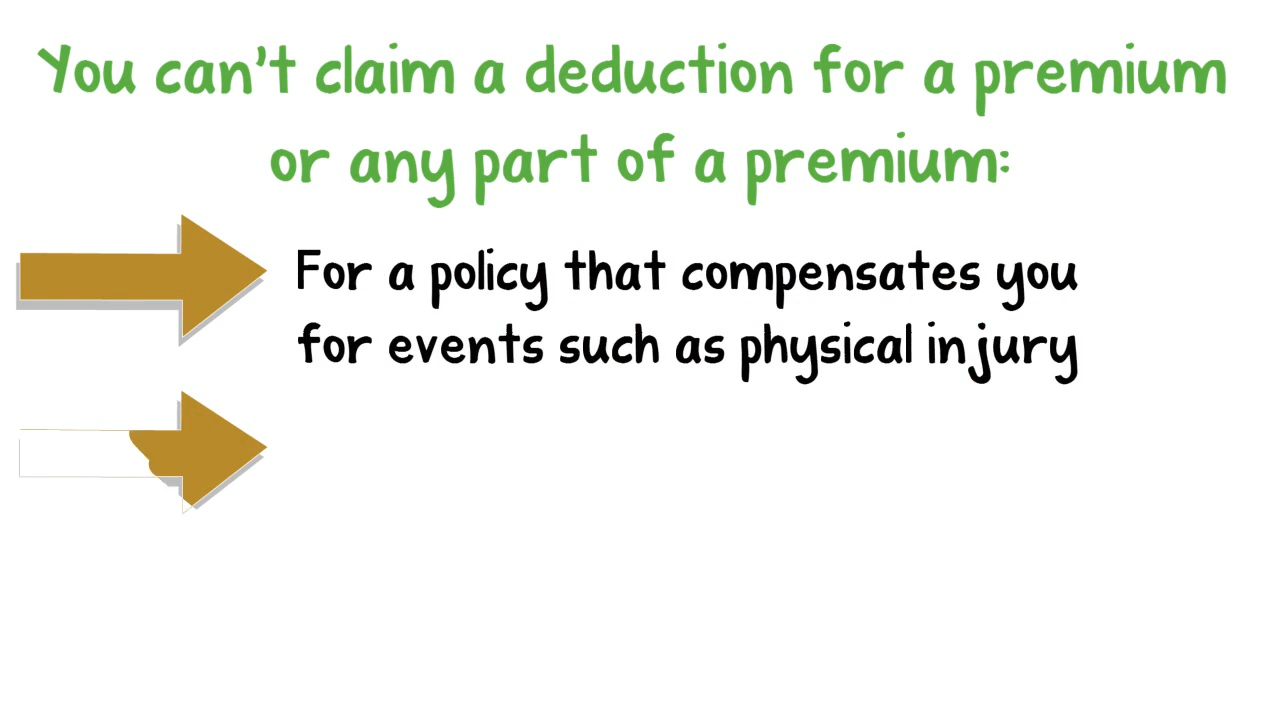 You can't claim a deduction for a premium
or any part of a premium:
For a policy that compensates you
for events such as physical injury